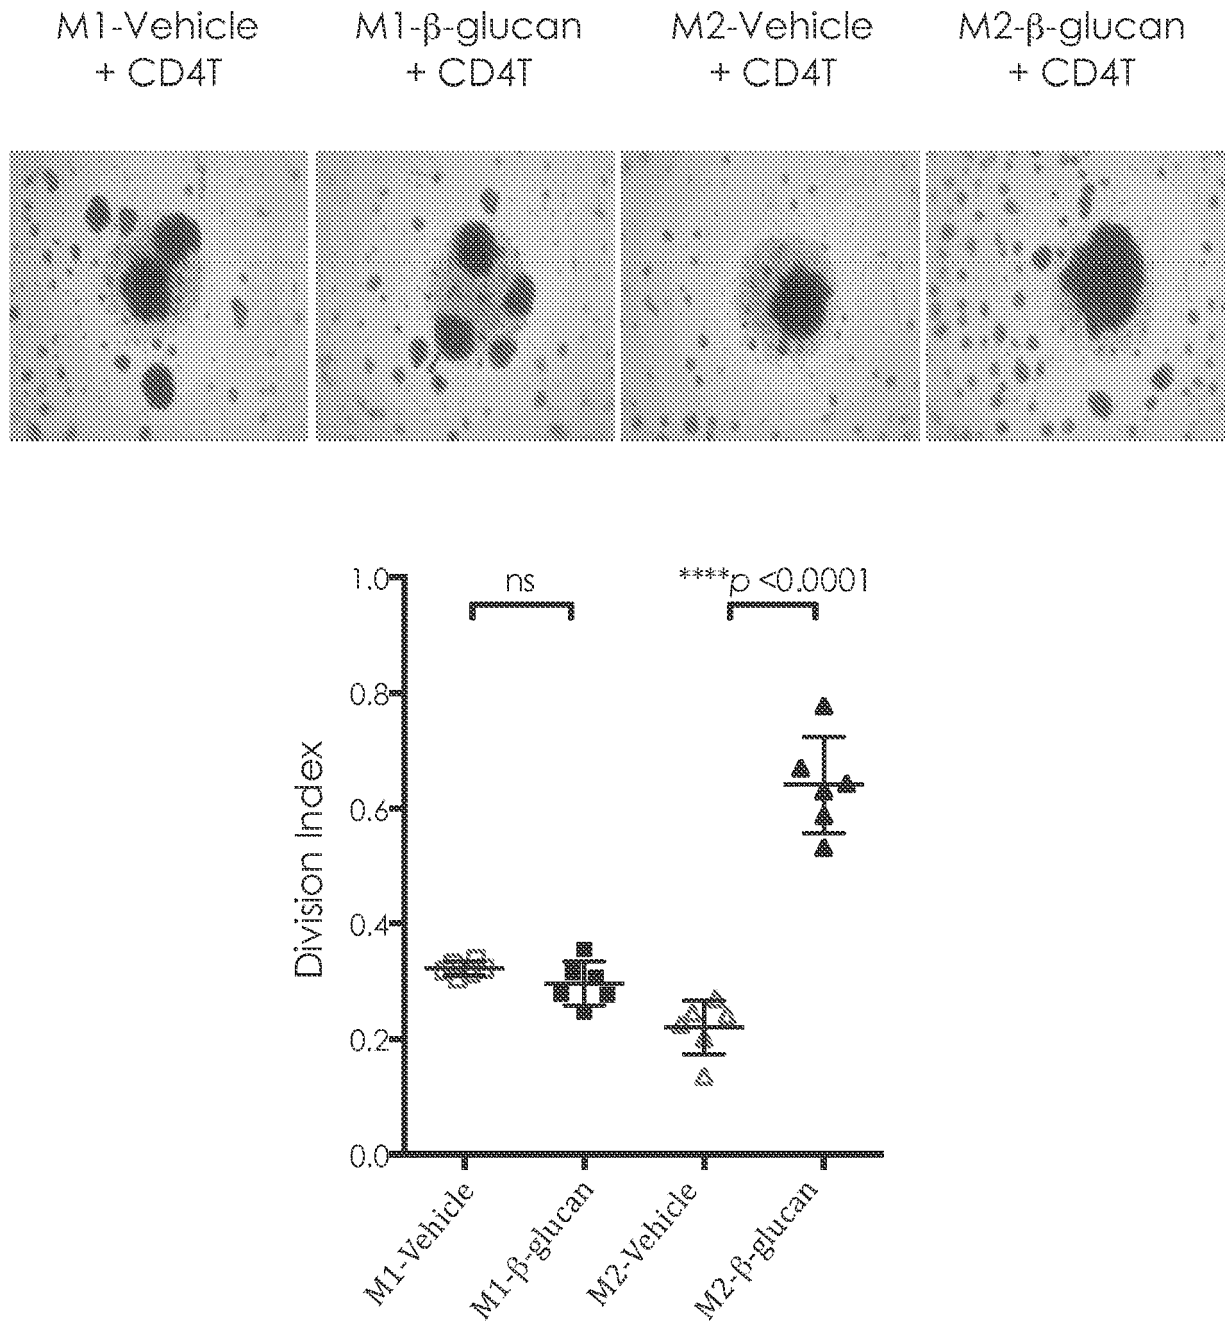 M1-Vehicle
+ CD4T
M1-β-glucan
+ CD4T
M2-Vehicle
+ CD4T
M2-β-glucan
+ CD4T
ns
****p <0.0001
Division Index
1.0
0.8
0.6
0.4
0.2
0.0
M1-Vehicle
M1-β-glucan
M2-Vehicle
M2-β-glucan